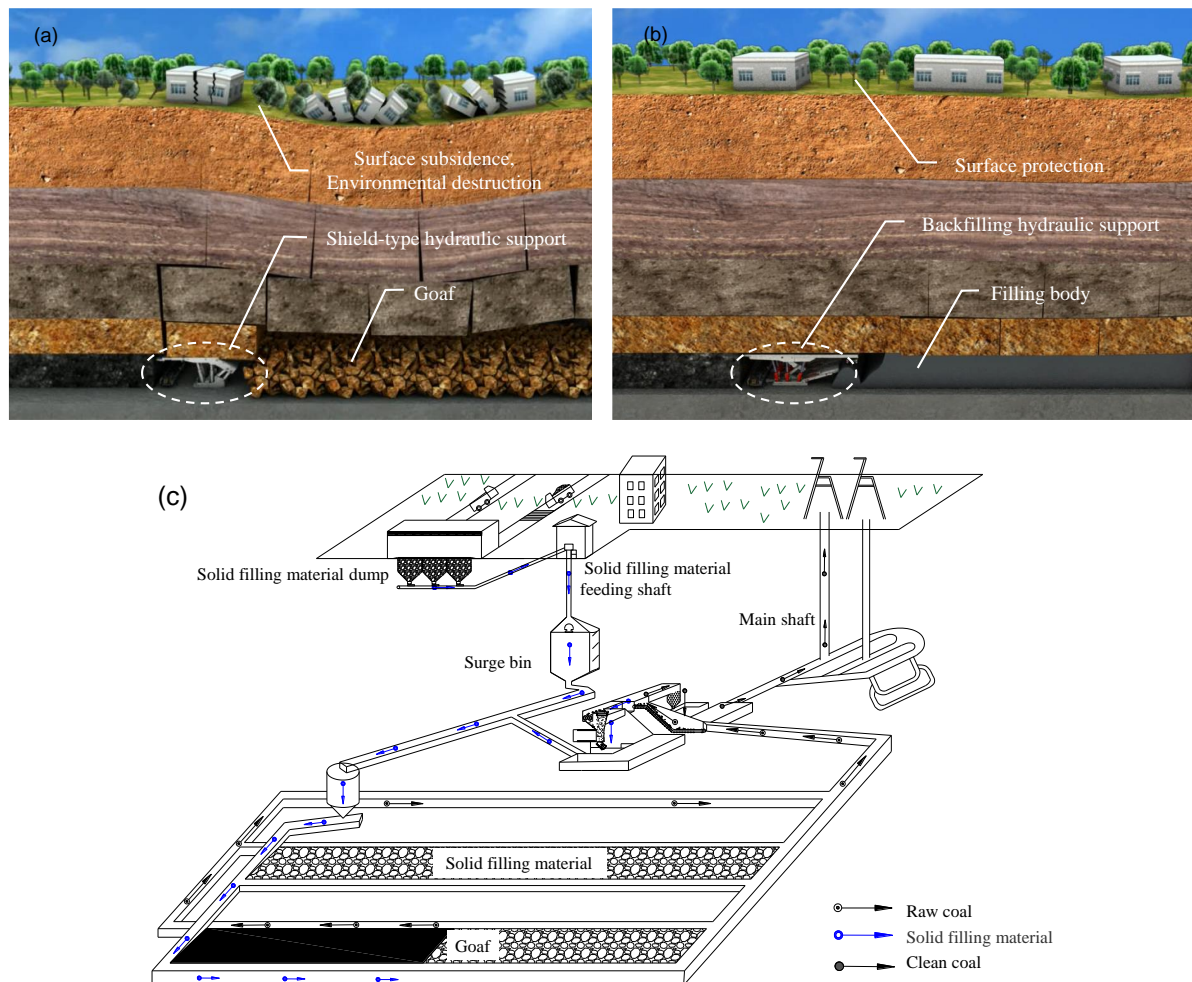 (a)
Surface subsidence,
Environmental destruction
Shield-type hydraulic support
Goaf
(b)
Surface protection
Backfilling hydraulic support
Filling body
(c)
Solid filling material dump
Solid filling material
feeding shaft
Main shaft
Surge bin
Solid filling material
Goaf
Raw coal
Solid filling material
Clean coal